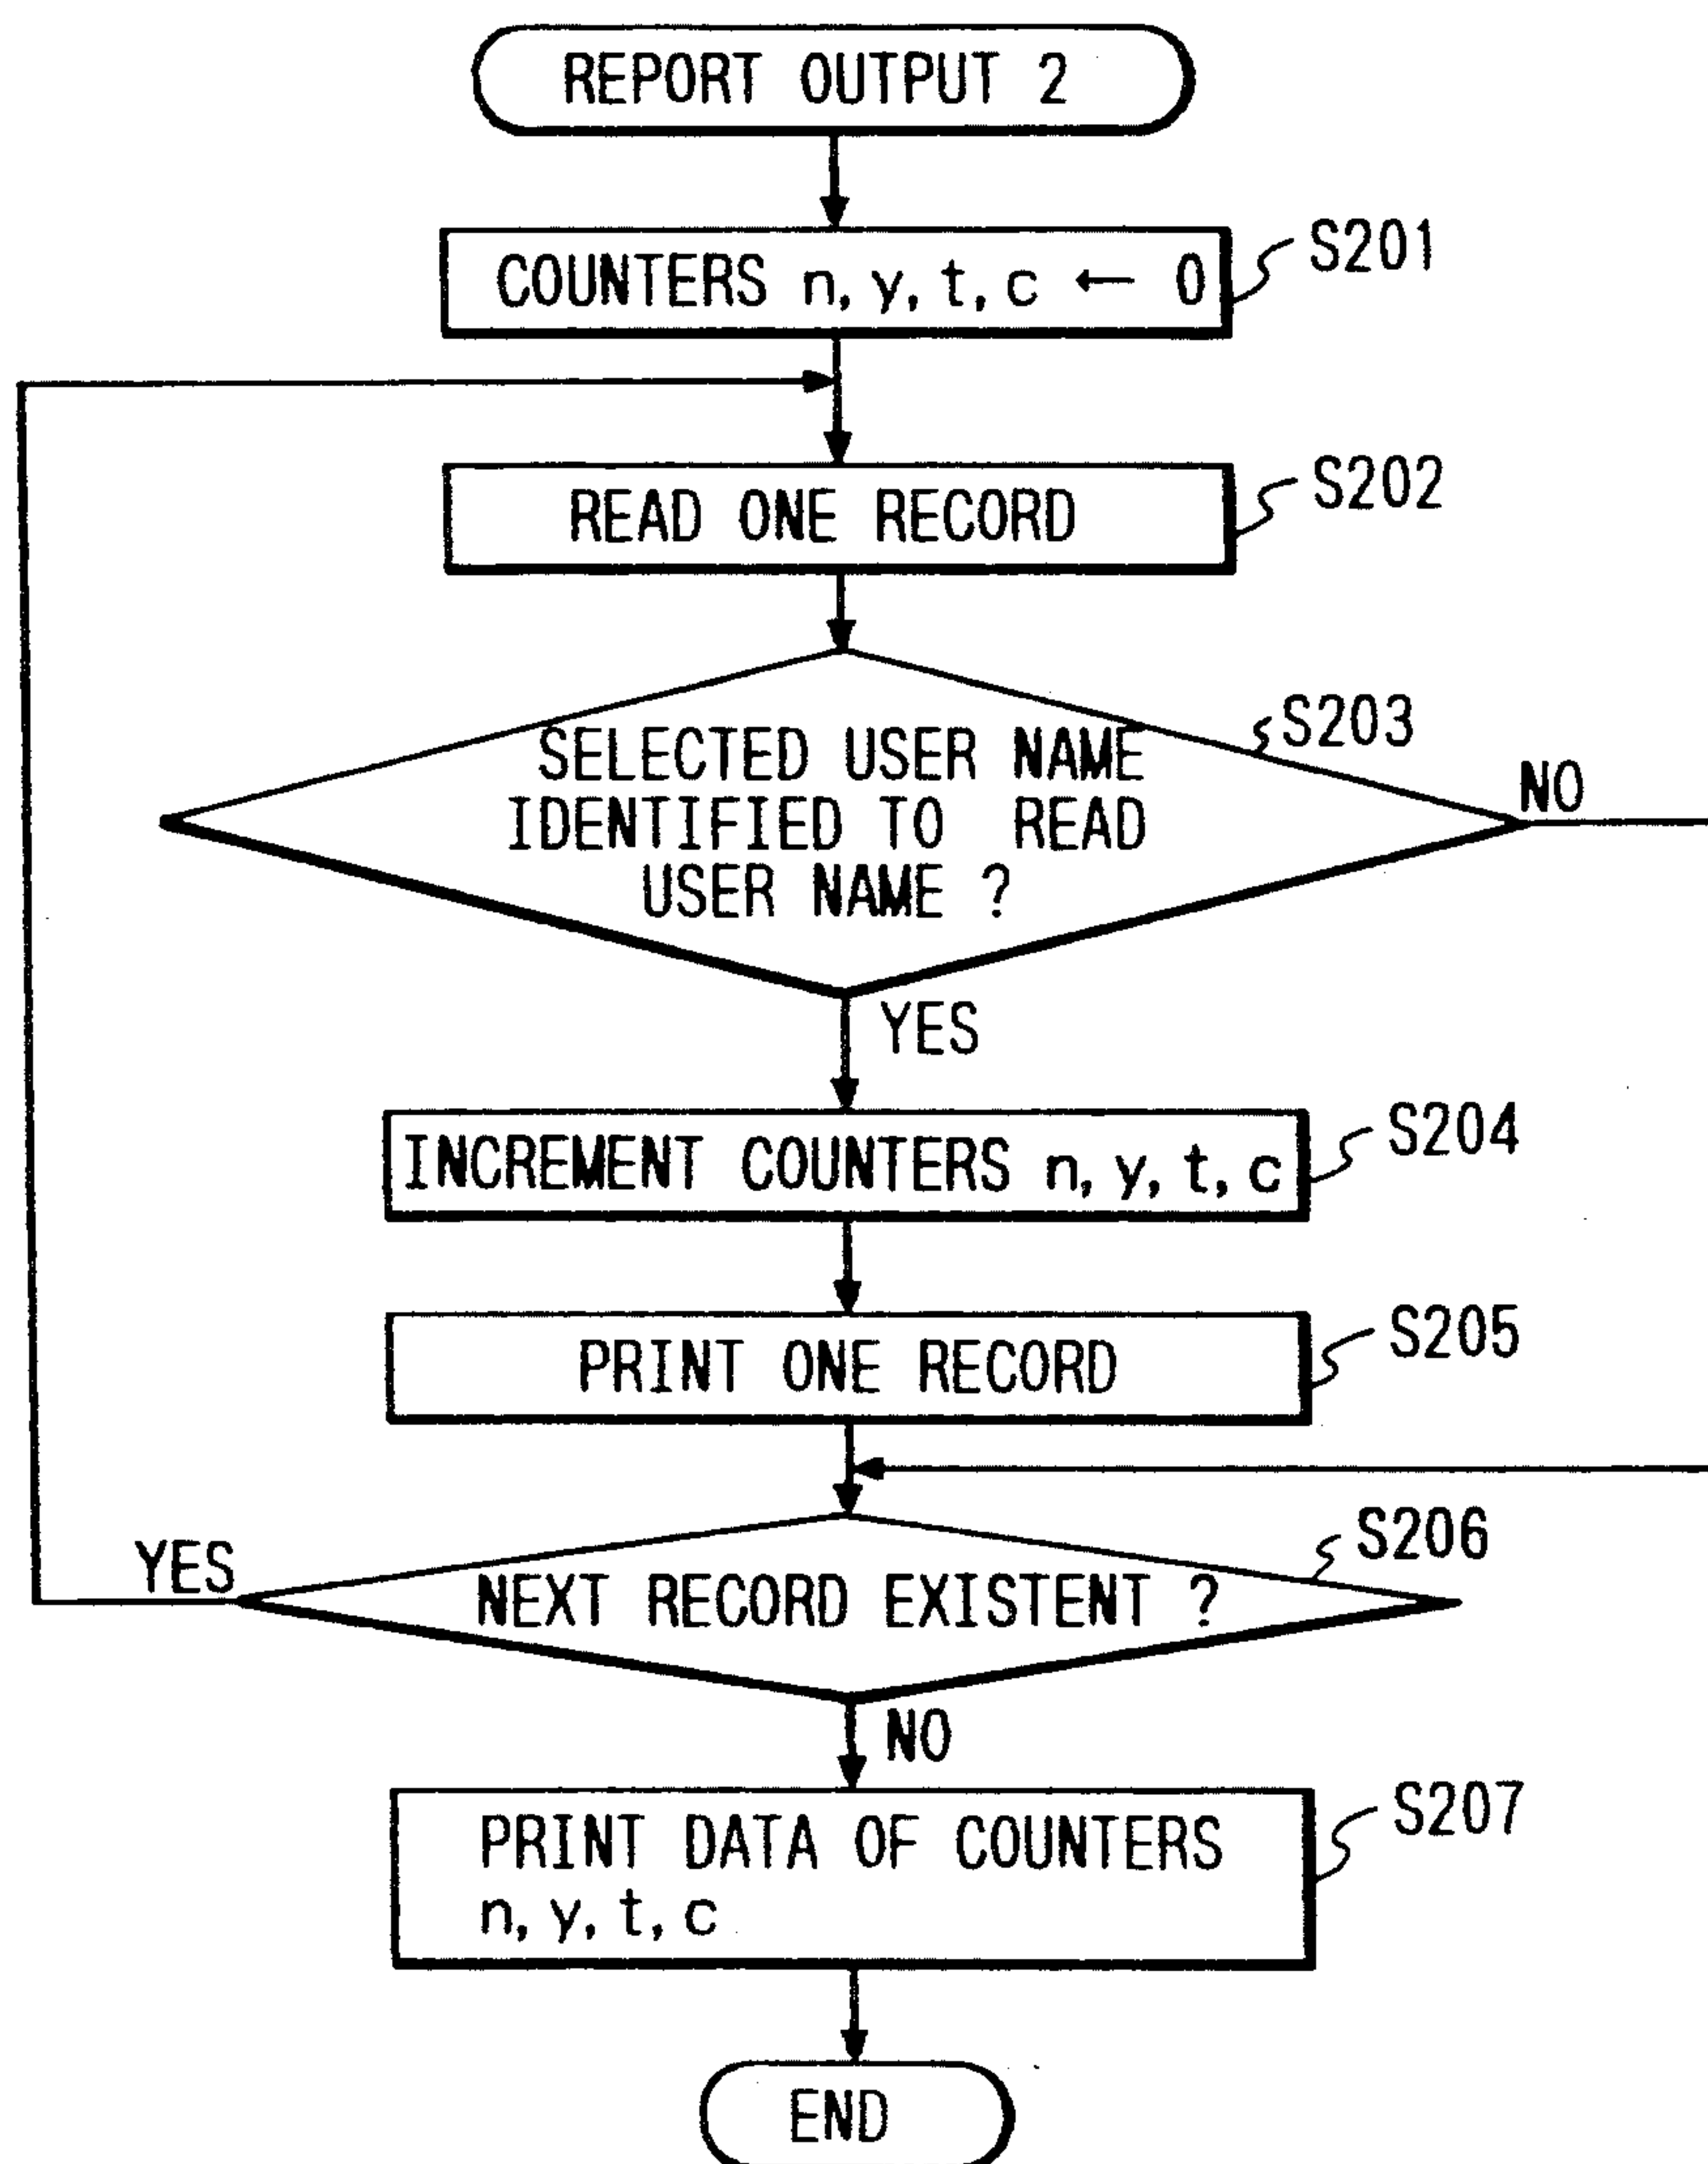 REPORT OUTPUT 2
COUNTERS n, y, t, c ← 0
S201
READ ONE RECORD
S202
SELECTED USER NAME
IDENTIFIED TO READ
USER NAME ?
S203
NO
YES
INCREMENT COUNTERS n, y, t, c
S204
PRINT ONE RECORD
S205
S206
YES
NEXT RECORD EXISTENT ?
NO
PRINT DATA OF COUNTERS
n, y, t, c
S207
END